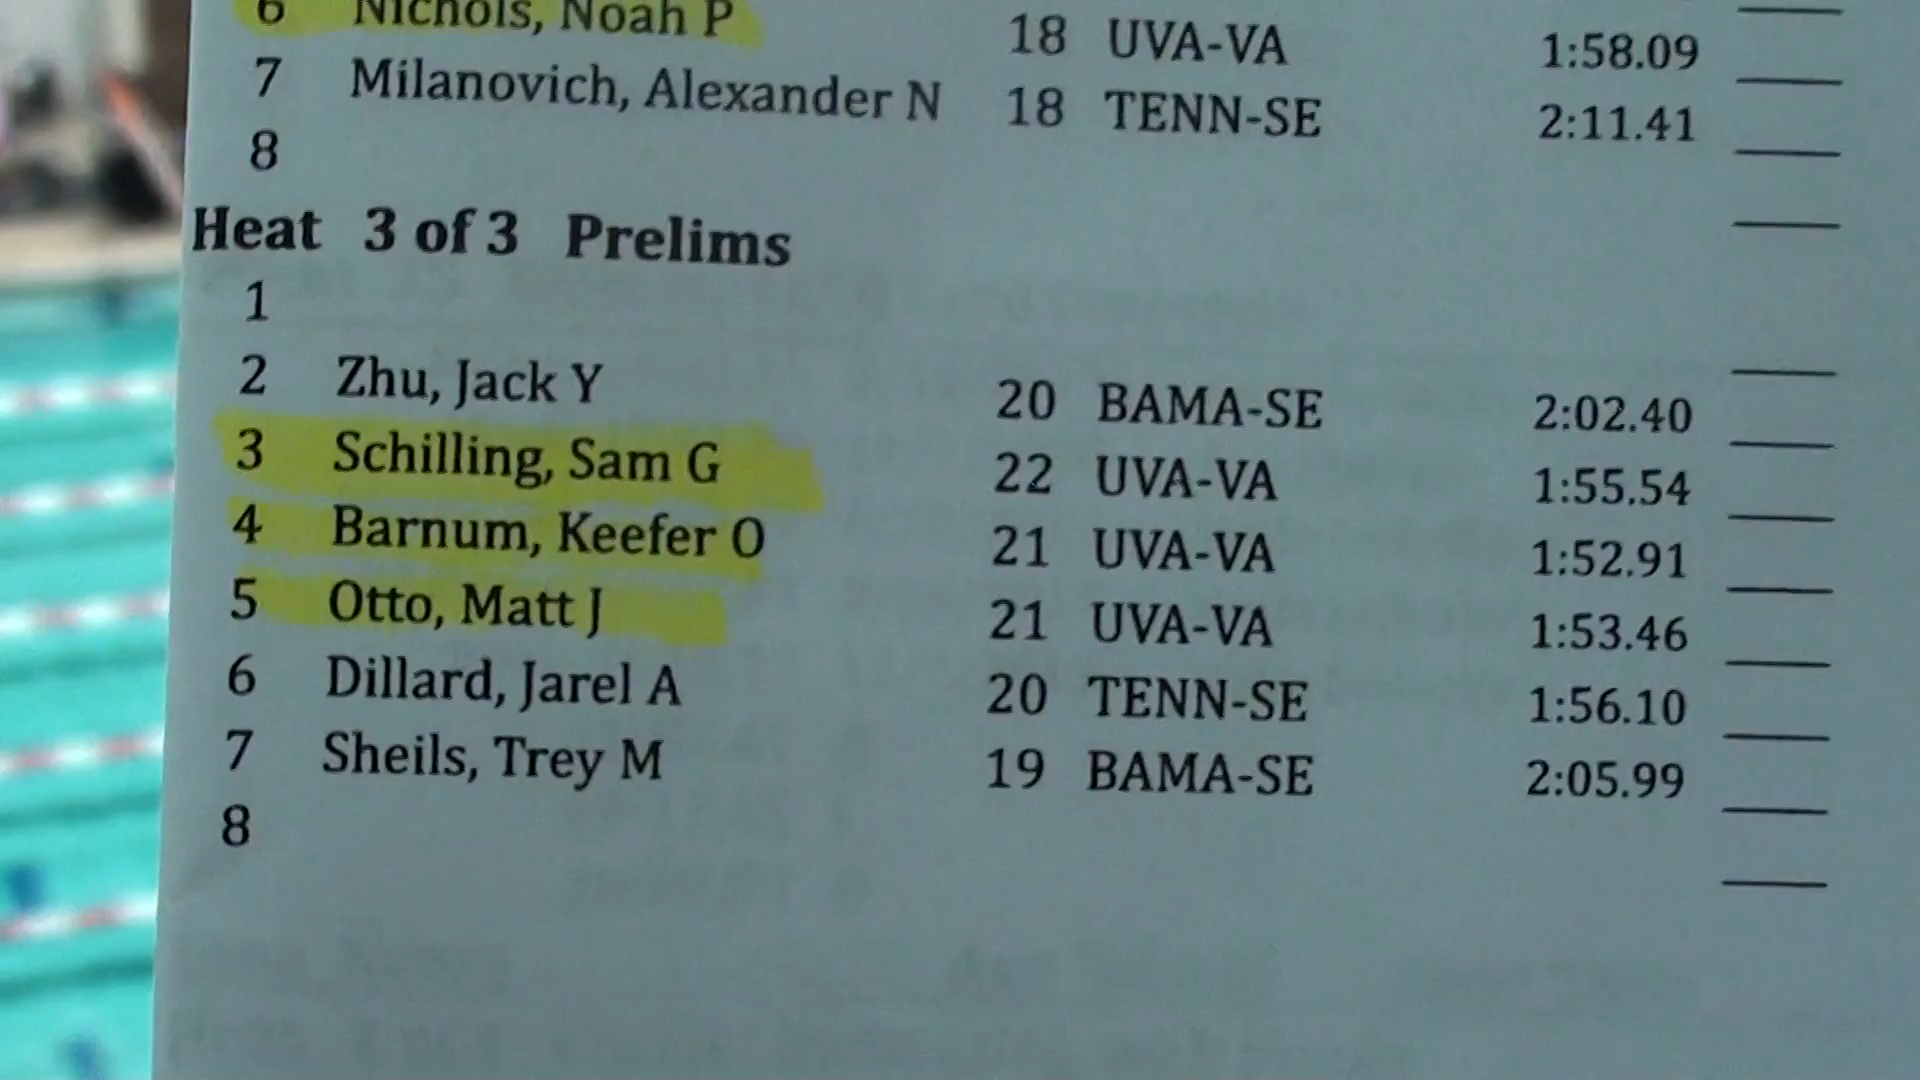 6 Nichols, Noah P 18 UVA-VA 1:58.09
7 Milanovich, Alexander N 18 TENN-SE 2:11.41
8
Heat 3 of 3 Prelims
1
2 Zhu, Jack Y 20 BAMA-SE 2:02.40
3 Schilling, Sam G 22 UVA-VA 1:55.54
4 Barnum, Keefer O 21 UVA-VA 1:52.91
5 Otto, Matt J 21 UVA-VA 1:53.46
6 Dillard, Jarel A 20 TENN-SE 1:56.10
7 Sheils, Trey M 19 BAMA-SE 2:05.99
8